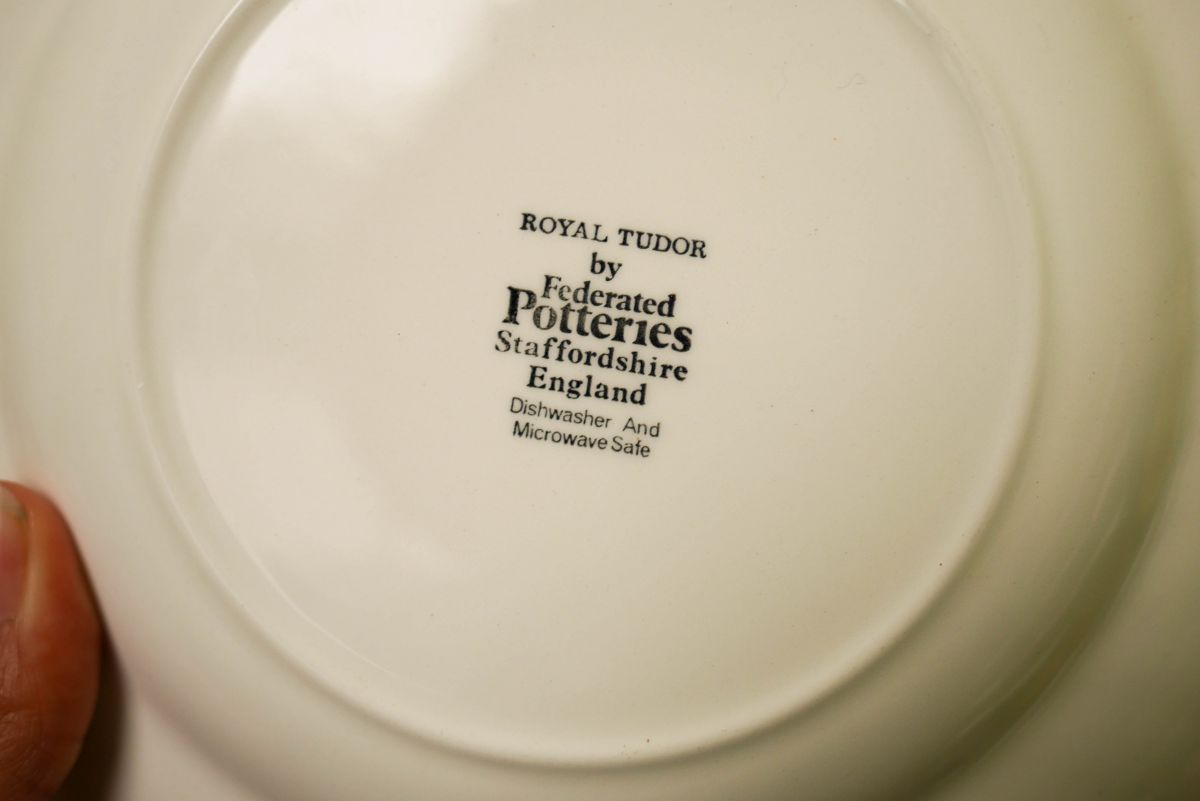 ROYAL TUDOR
by
Federated
Potteries
Staffordshire
England
Dishwasher And
Microwave Safe